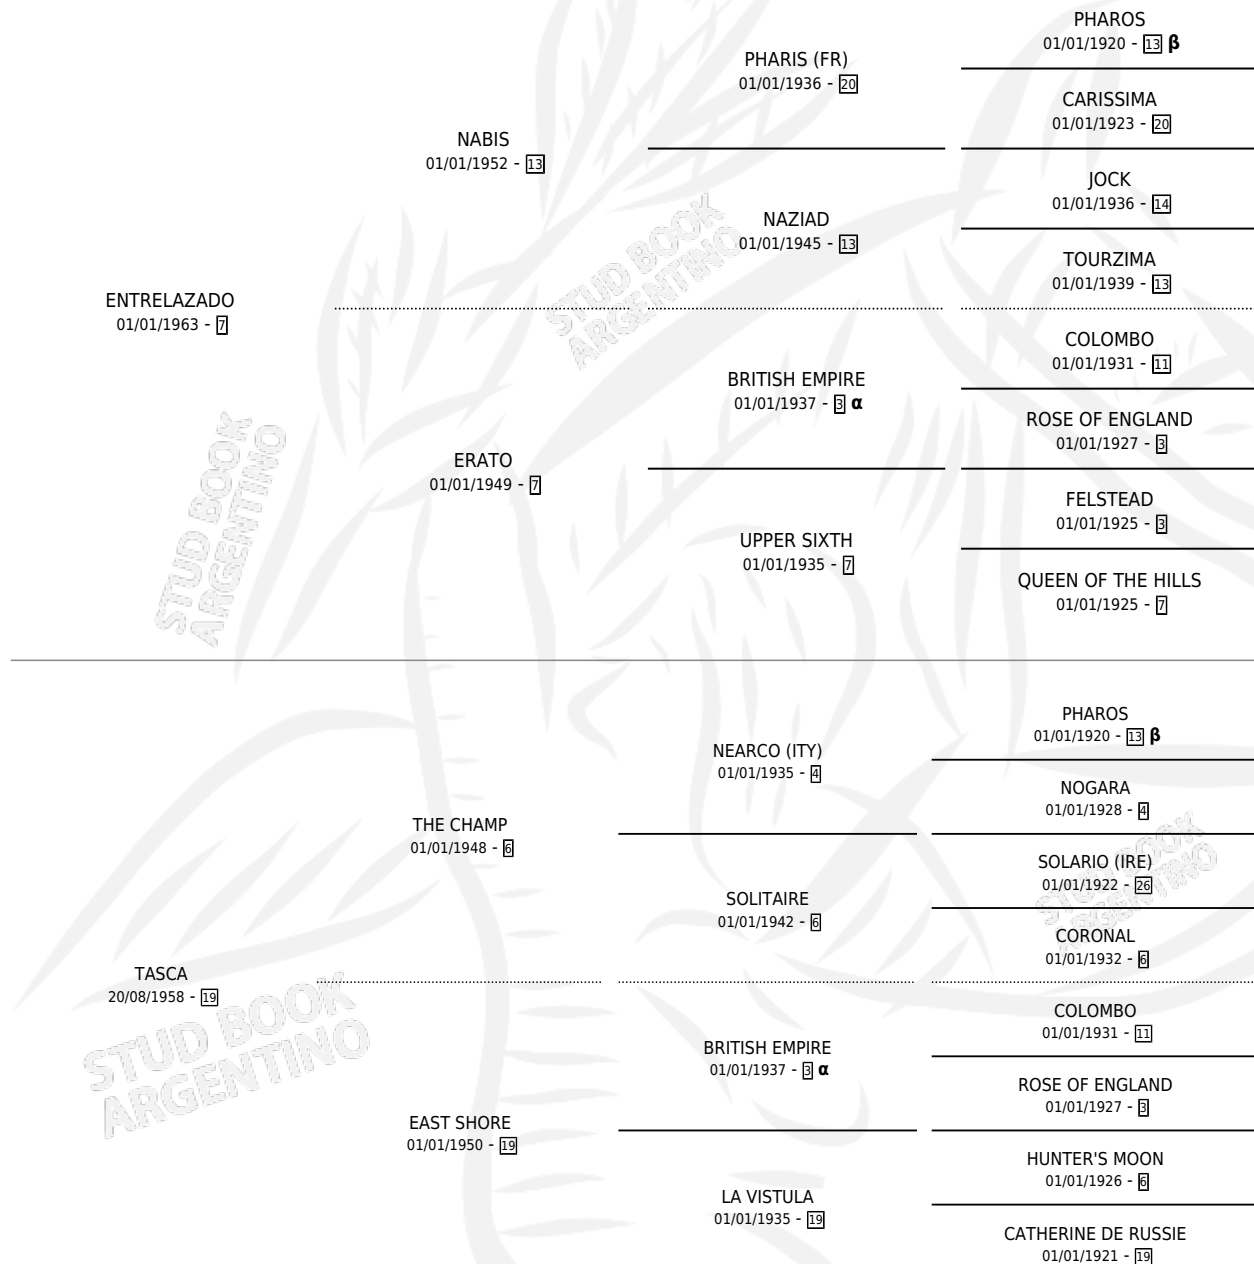 PHAROS
01/01/1920 - 13 β
PHARIS (FR)
01/01/1936 - 20
CARISSIMA
01/01/1923 - 20
NABIS
01/01/1952 - 13
JOCK
01/01/1936 - 14
NAZIAD
01/01/1945 - 13
TOURZIMA
01/01/1939 - 13
ENTRELAZADO
01/01/1963 - 7
COLOMBO
01/01/1931 - 11
BRITISH EMPIRE
01/01/1937 - 3 α
ROSE OF ENGLAND
01/01/1927 - 3
ERATO
01/01/1949 - 7
FELSTEAD
01/01/1925 - 3
UPPER SIXTH
01/01/1935 - 7
QUEEN OF THE HILLS
01/01/1925 - 7
STUD BOOK
ARGENTINO
STUD BOOK
ARGENTINO
PHAROS
01/01/1920 - 13 β
NEARCO (ITY)
01/01/1935 - 4
NOGARA
01/01/1928 - 4
THE CHAMP
01/01/1948 - 6
SOLARIO (IRE)
01/01/1922 - 26
SOLITAIRE
01/01/1942 - 6
CORONAL
01/01/1932 - 6
TASCA
20/08/1958 - 19
COLOMBO
01/01/1931 - 11
BRITISH EMPIRE
01/01/1937 - 3 α
ROSE OF ENGLAND
01/01/1927 - 3
EAST SHORE
01/01/1950 - 19
HUNTER'S MOON
01/01/1926 - 6
LA VISTULA
01/01/1935 - 19
CATHERINE DE RUSSIE
01/01/1921 - 19
STUD BOOK
ARGENTINO
STUD BOOK
ARGENTINO